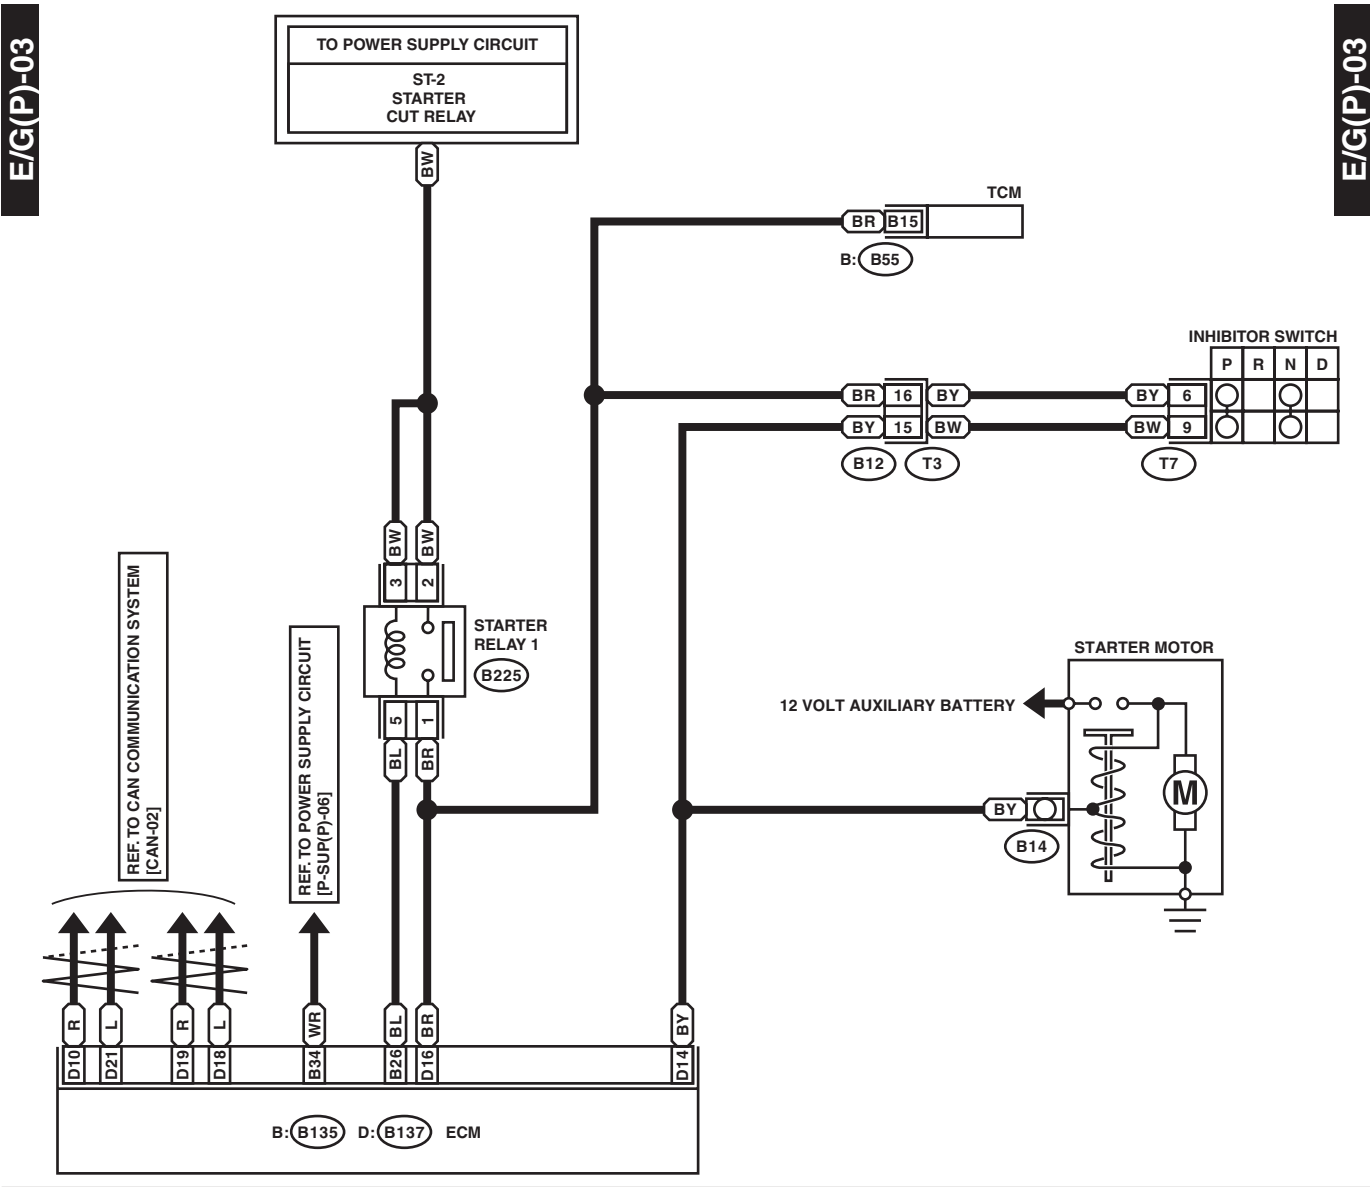 E/G(P)-03
E/G(P)-03
TO POWER SUPPLY CIRCUIT
ST-2
STARTER
CUT RELAY
BW
TCM
BR B15
B: B55
INHIBITOR SWITCH
P R N D
BR 16 BY BY 6
BY 15 BW BW 9
B12 T3 T7
BW BW
3 2
STARTER
RELAY 1
B225
5 1
BL BR
REF. TO CAN COMMUNICATION SYSTEM
[CAN-02]
REF. TO POWER SUPPLY CIRCUIT
[P-SUP(P)-06]
STARTER MOTOR
12 VOLT AUXILIARY BATTERY
M
BY
B14
R L R L WR BL BR BY
D10 D21 D19 D18 B34 B26 D16 D14
B: B135 D: B137 ECM